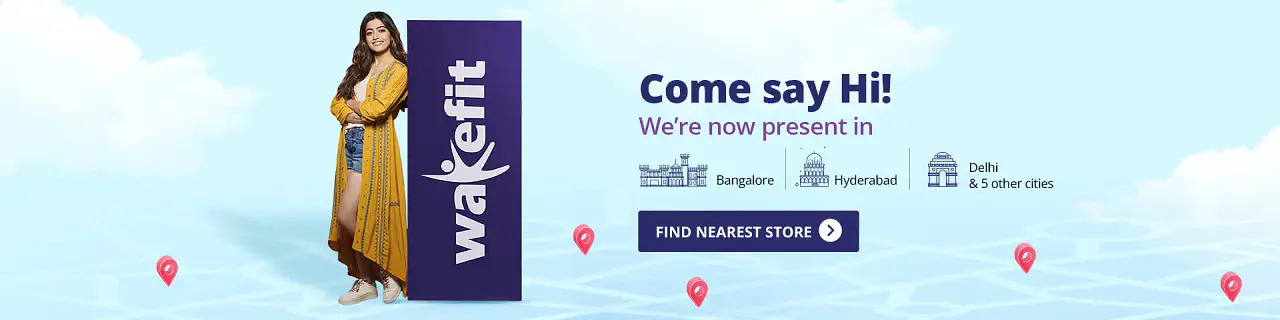 wakefit
Come say Hi!
We're now present in
Bangalore
Hyderabad
Delhi
& 5 other cities
FIND NEAREST STORE